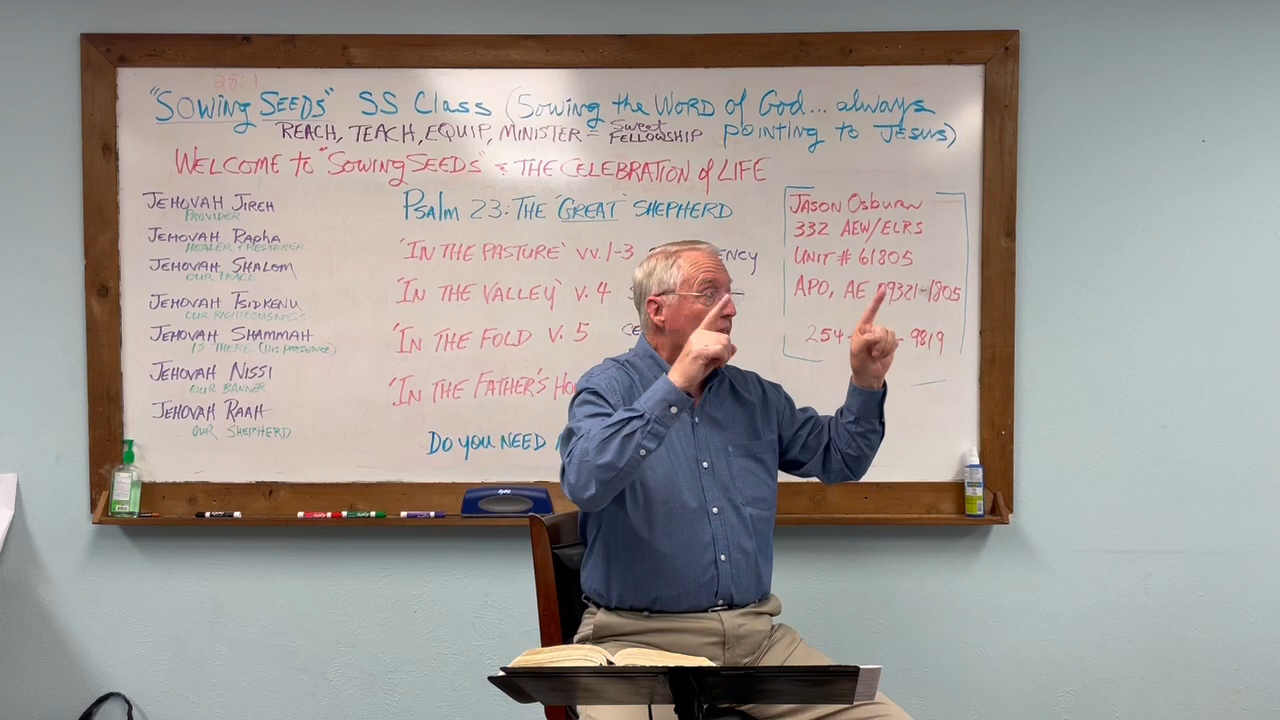 28:1
"SOWING SEEDS" SS CLASS (SOWING THE WORD OF GOD... always
pointing to JESUS)
REACH, TEACH, EQUIP, MINISTER = Sweet FELLOWSHIP
WELCOME to "SOWING SEEDS" & THE CELEBRATION of LIFE
JEHOVAH JIREH
PROVIDER
JEHOVAH RAPHA
HEALER & RESTORER
JEHOVAH SHALOM
OUR PEACE
JEHOVAH TSIDKENU
OUR RIGHTEOUSNESS
JEHOVAH SHAMMAH
IS THERE (HIS PRESENCE)
JEHOVAH NISSI
OUR BANNER
JEHOVAH RAAH
OUR SHEPHERD
Psalm 23: THE 'GREAT' SHEPHERD
'IN THE PASTURE' vv. 1-3
'IN THE VALLEY' v. 4
'IN THE FOLD v. 5
'IN THE FATHER'S
DO YOU NEED
JASON OSBURN
332 AEW/ELRS
UNIT # 61805
APO, AE 09321-1805
254- - 9819